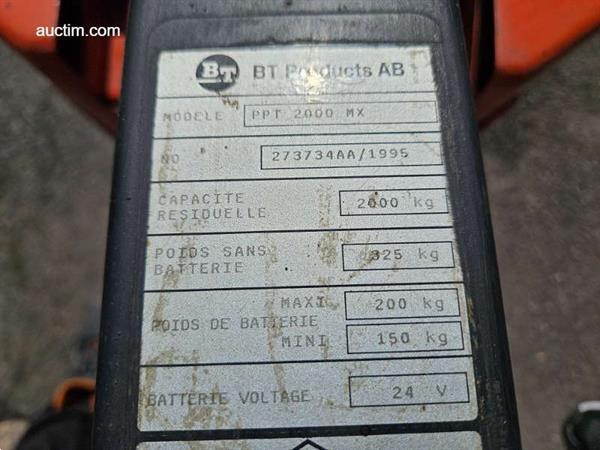 auctim.com
BT BT Products AB
MODELE PPT 2000 MX
NO 273734AA/1995
CAPACITE
RESIDUELLE 2000 kg
POIDS SANS
BATTERIE 325 kg
MAXI 200 kg
POIDS DE BATTERIE
MINI 150 kg
BATTERIE VOLTAGE 24 V